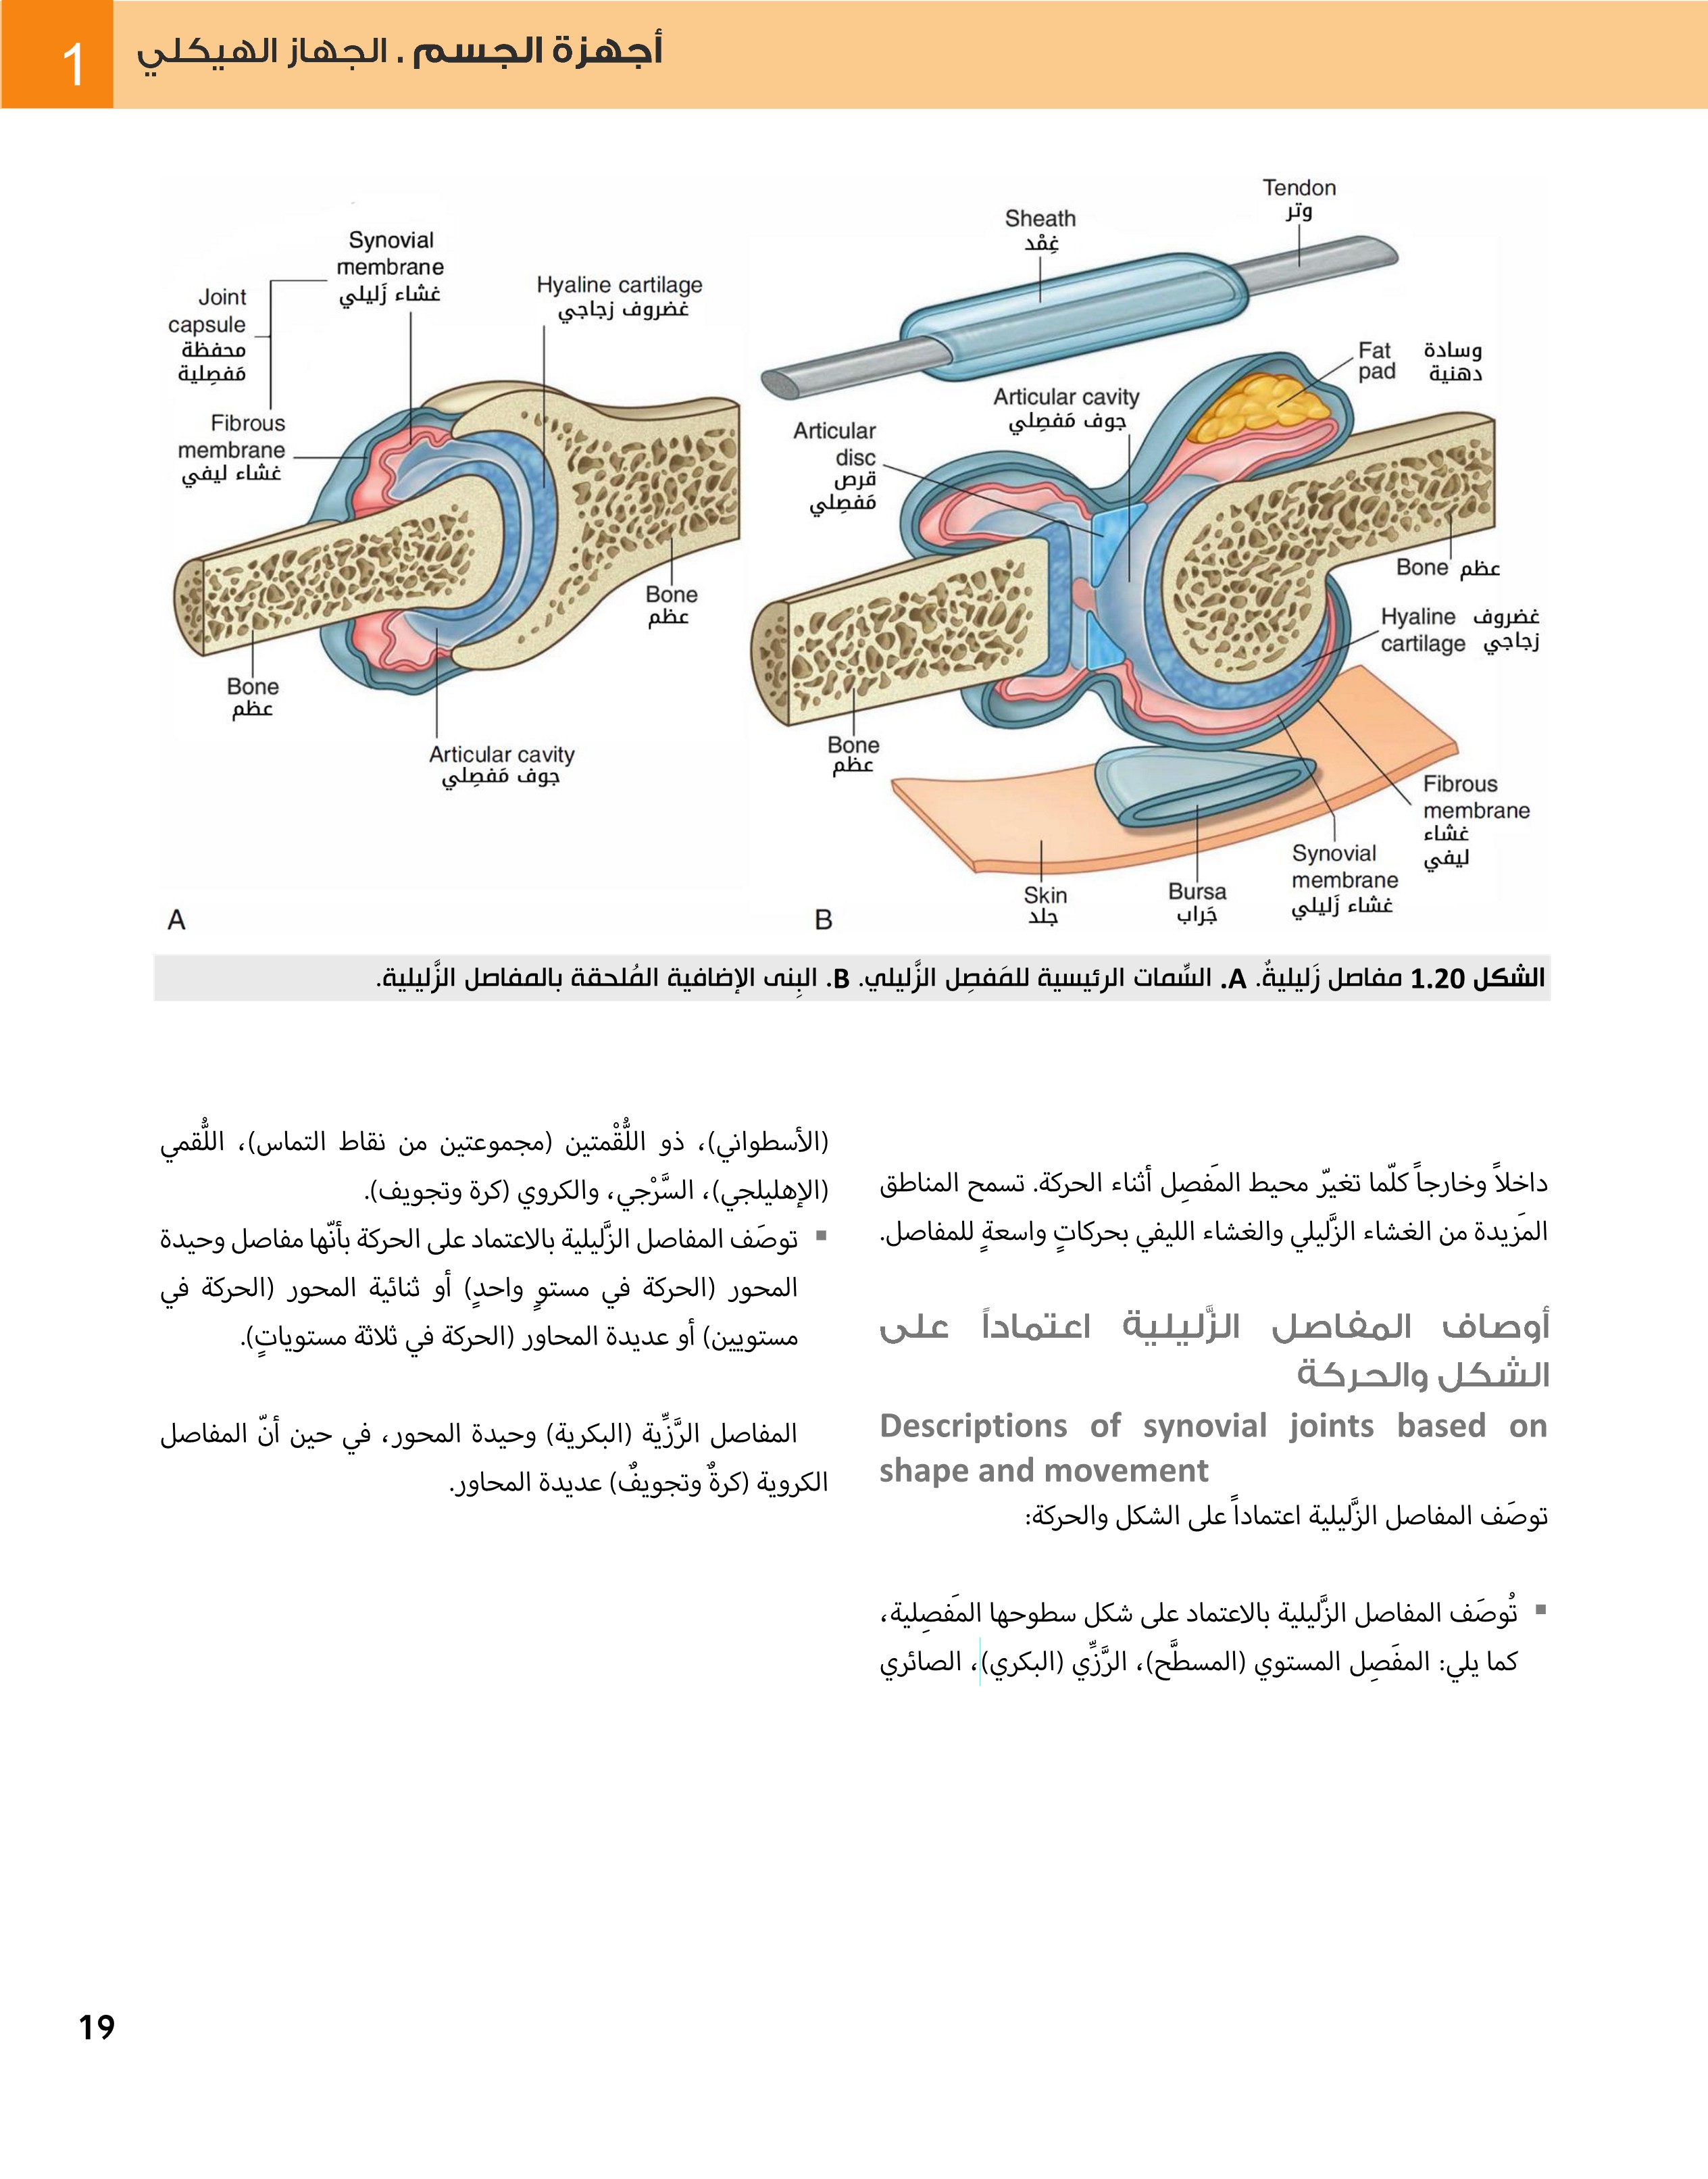 1
أجهزة الجسم . الجهاز الهيكلي
Synovial
membrane
غشاء زَليلي
Joint
capsule
محفظة
مَفصِلية
Fibrous
membrane
غشاء ليفي
Hyaline cartilage
غضروف زجاجي
Bone
عظم
Bone
عظم
Articular cavity
جوف مَفصِلي
A
Tendon
وتر
Sheath
غِمْد
Fat
pad
وسادة
دهنية
Articular cavity
جوف مَفصِلي
Articular
disc
قرص
مَفصِلي
Bone عظم
Hyaline
cartilage
غضروف
زجاجي
Bone
عظم
Fibrous
membrane
غشاء
ليفي
Synovial
membrane
غشاء زَليلي
Bursa
جَراب
Skin
جلد
B
الشكل 1.20 مفاصل زَليليةٌ. A. السِّمات الرئيسية للمَفصِل الزَّليلي. B. البِنى الإضافية المُلحقة بالمفاصل الزَّليلية.
داخلاً وخارجاً كلّما تغيّر محيط المَفصِل أثناء الحركة. تسمح المناطق
المَزيدة من الغشاء الزَّليلي والغشاء الليفي بحركاتٍ واسعةٍ للمفاصل.
أوصاف المفاصل الزَّليلية اعتماداً على
الشكل والحركة
Descriptions of synovial joints based on
shape and movement
توصَف المفاصل الزَّليلية اعتماداً على الشكل والحركة:
▪ تُوصَف المفاصل الزَّليلية بالاعتماد على شكل سطوحها المَفصِلية،
كما يلي: المفَصِل المستوي (المسطَّح)، الرَّزِّي (البكري)، الصائري
(الأسطواني)، ذو اللُّقْمتين (مجموعتين من نقاط التماس)، اللُّقمي
(الإهليلجي)، السَّرْجي، والكروي (كرة وتجويف).
▪ توصَف المفاصل الزَّليلية بالاعتماد على الحركة بأنّها مفاصل وحيدة
المحور (الحركة في مستوٍ واحدٍ) أو ثنائية المحور (الحركة في
مستويين) أو عديدة المحاور (الحركة في ثلاثة مستوياتٍ).
المفاصل الرَّزِّية (البكرية) وحيدة المحور، في حين أنّ المفاصل
الكروية (كرةٌ وتجويفٌ) عديدة المحاور.
19